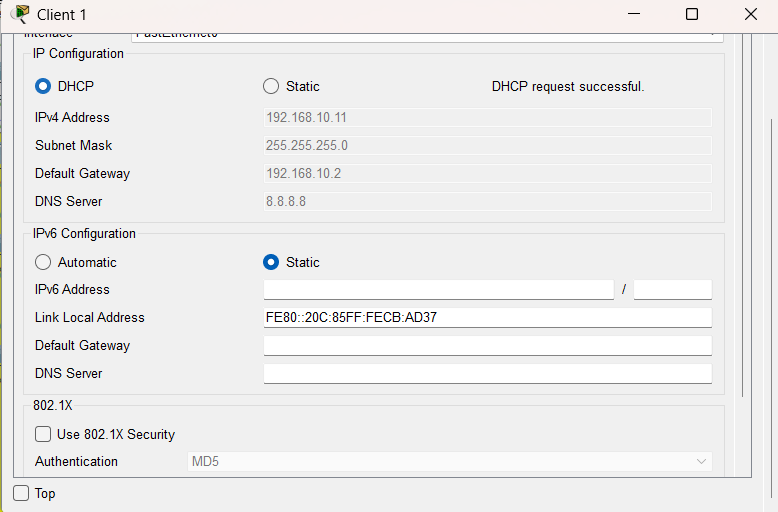 Client 1
Interface FastEthernet0
IP Configuration
DHCP Static DHCP request successful.
IPv4 Address 192.168.10.11
Subnet Mask 255.255.255.0
Default Gateway 192.168.10.2
DNS Server 8.8.8.8
IPv6 Configuration
Automatic Static
IPv6 Address /
Link Local Address FE80::20C:85FF:FECB:AD37
Default Gateway
DNS Server
802.1X
Use 802.1X Security
Authentication MD5
Top